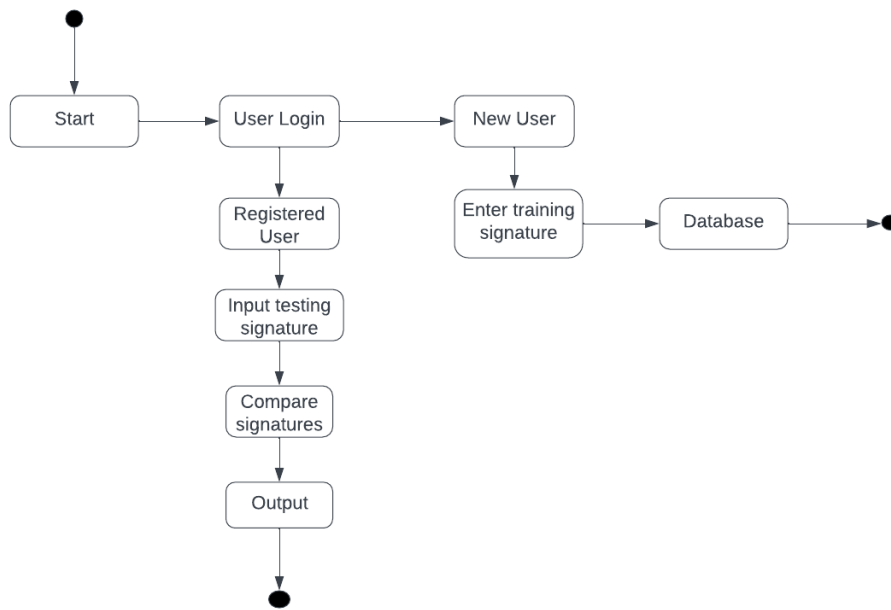 Start
User Login
New User
Registered
User
Enter training
signature
Database
Input testing
signature
Compare
signatures
Output